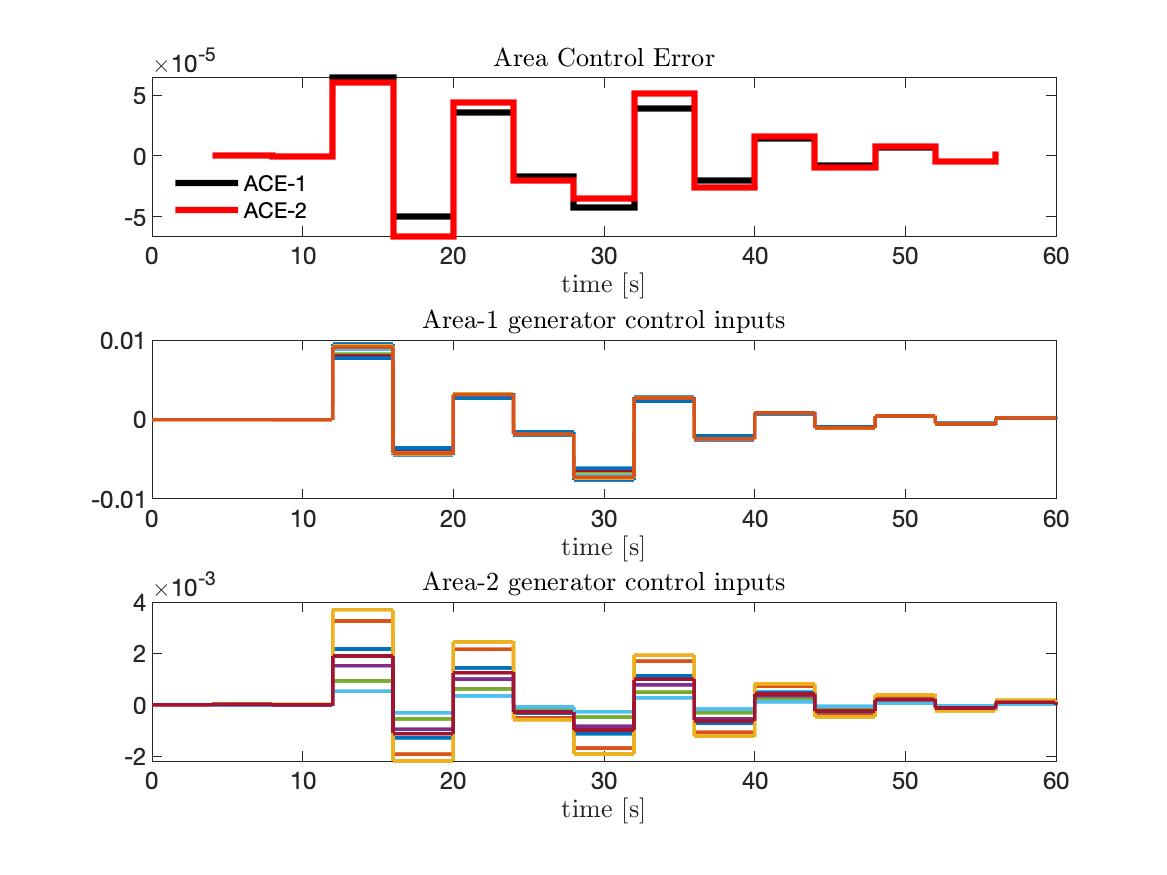 ×10-5
Area Control Error
5
0
-5
ACE-1
ACE-2
0 10 20 30 40 50 60
time [s]
Area-1 generator control inputs
0.01
0
-0.01
0 10 20 30 40 50 60
time [s]
×10-3
Area-2 generator control inputs
4
2
0
-2
0 10 20 30 40 50 60
time [s]